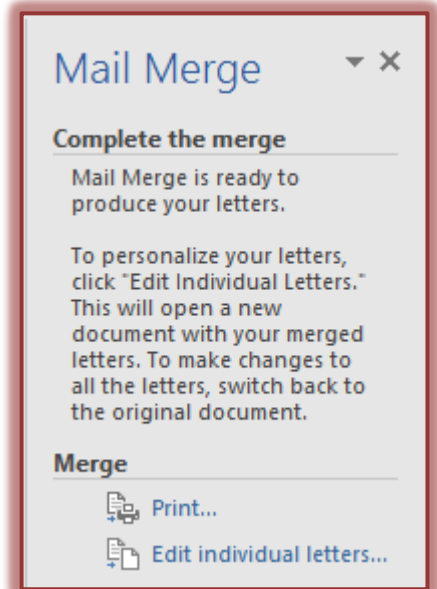 Mail Merge
Complete the merge
Mail Merge is ready to
produce your letters.
To personalize your letters,
click "Edit Individual Letters."
This will open a new
document with your merged
letters. To make changes to
all the letters, switch back to
the original document.
Merge
Print...
Edit individual letters...